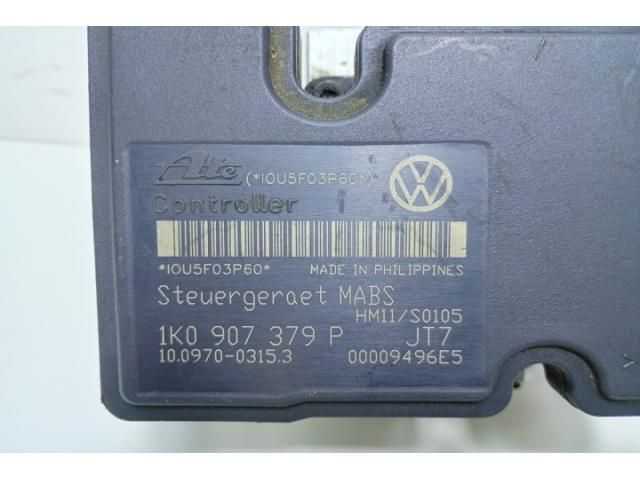 Ate (*IOU5F03P60*)
Controller
*IOU5F03P60* MADE IN PHILIPPINES
Steuergeraet MABS
HM11/S0105
1K0 907 379 P JT7
10.0970-0315.3 00009496E5